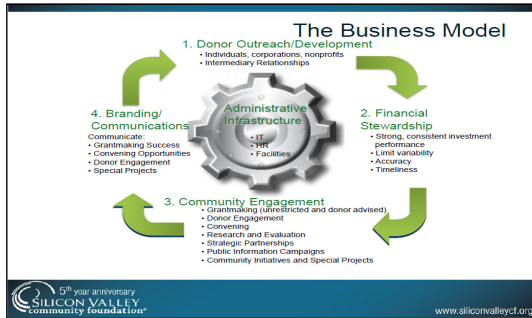 The Business Model
1. Donor Outreach/Development
• Individuals, corporations, nonprofits
• Intermediary Relationships
2. Financial
Stewardship
• Strong, consistent investment
performance
• Limit variability
• Accuracy
• Timeliness
3. Community Engagement
• Grantmaking (unrestricted and donor advised)
• Donor Engagement
• Convening
• Research and Evaluation
• Strategic Partnerships
• Public Information Campaigns
• Community Initiatives and Special Projects
4. Branding/
Communications
Communicate:
• Grantmaking Success
• Convening Opportunities
• Donor Engagement
• Special Projects
Administrative
Infrastructure
• IT
• HR
• Facilities
5th year anniversary
SILICON VALLEY
community foundation®
www.siliconvalleycf.org